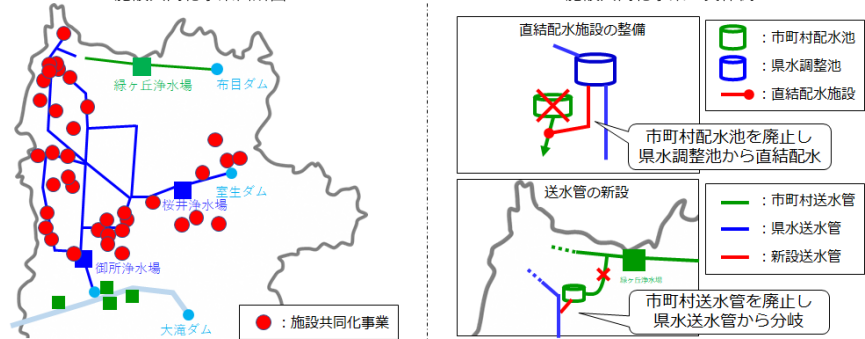 緑ヶ丘浄水場
布目ダム
室生ダム
桜井浄水場
御所浄水場
大滝ダム
：施設共同化事業
直結配水施設の整備
市町村配水池を廃止し
県水調整池から直結配水
：市町村配水池
：県水調整池
：直結配水施設
送水管の新設
緑ヶ丘浄水場
市町村送水管を廃止し
県水送水管から分岐
：市町村送水管
：県水送水管
：新設送水管